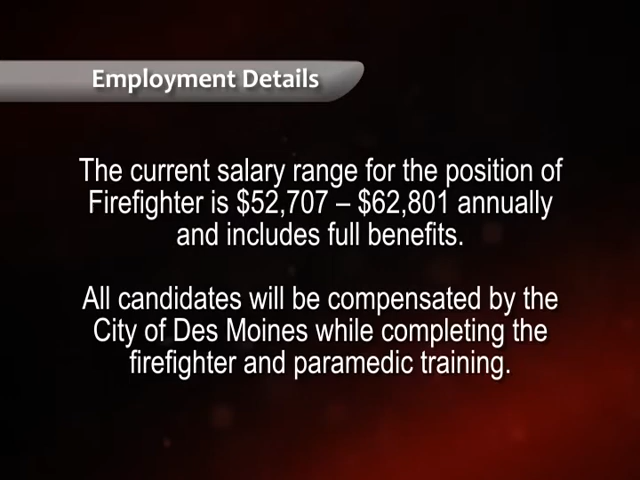 Employment Details
The current salary range for the position of
Firefighter is $52,707 – $62,801 annually
and includes full benefits.
All candidates will be compensated by the
City of Des Moines while completing the
firefighter and paramedic training.